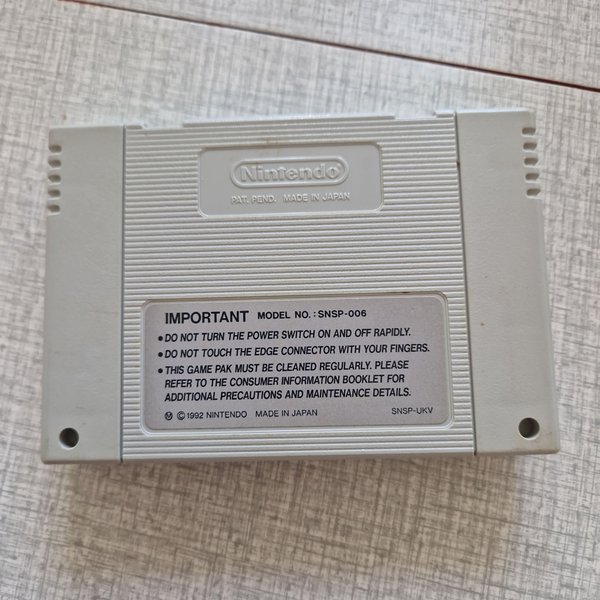 Nintendo
PAT. PEND. MADE IN JAPAN
IMPORTANT MODEL NO.: SNSP-006
• DO NOT TURN THE POWER SWITCH ON AND OFF RAPIDLY.
• DO NOT TOUCH THE EDGE CONNECTOR WITH YOUR FINGERS.
• THIS GAME PAK MUST BE CLEANED REGULARLY. PLEASE
REFER TO THE CONSUMER INFORMATION BOOKLET FOR
ADDITIONAL PRECAUTIONS AND MAINTENANCE DETAILS.
Ⓜ ©1992 NINTENDO MADE IN JAPAN SNSP-UKV